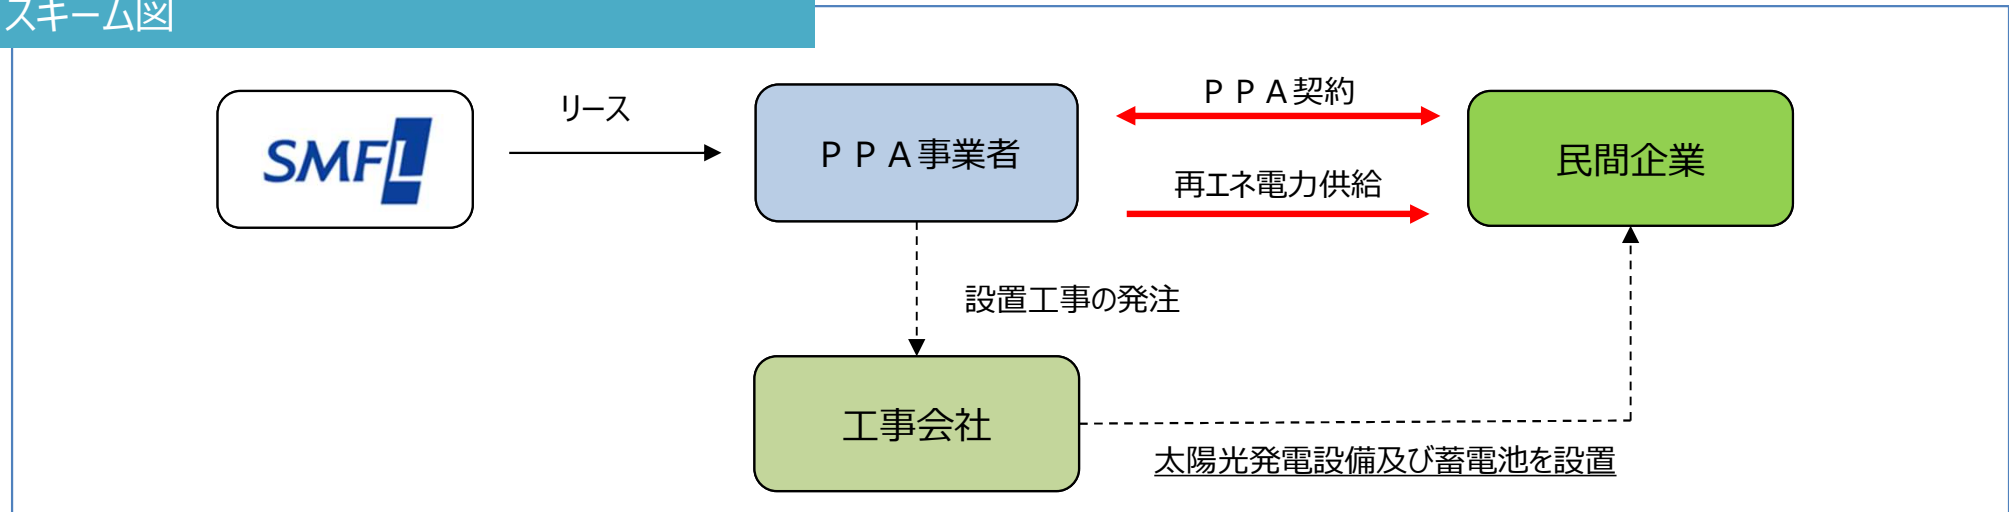 スキーム図
リース
ＰＰＡ契約
SMFL
ＰＰＡ事業者
民間企業
再エネ電力供給
設置工事の発注
工事会社
太陽光発電設備及び蓄電池を設置